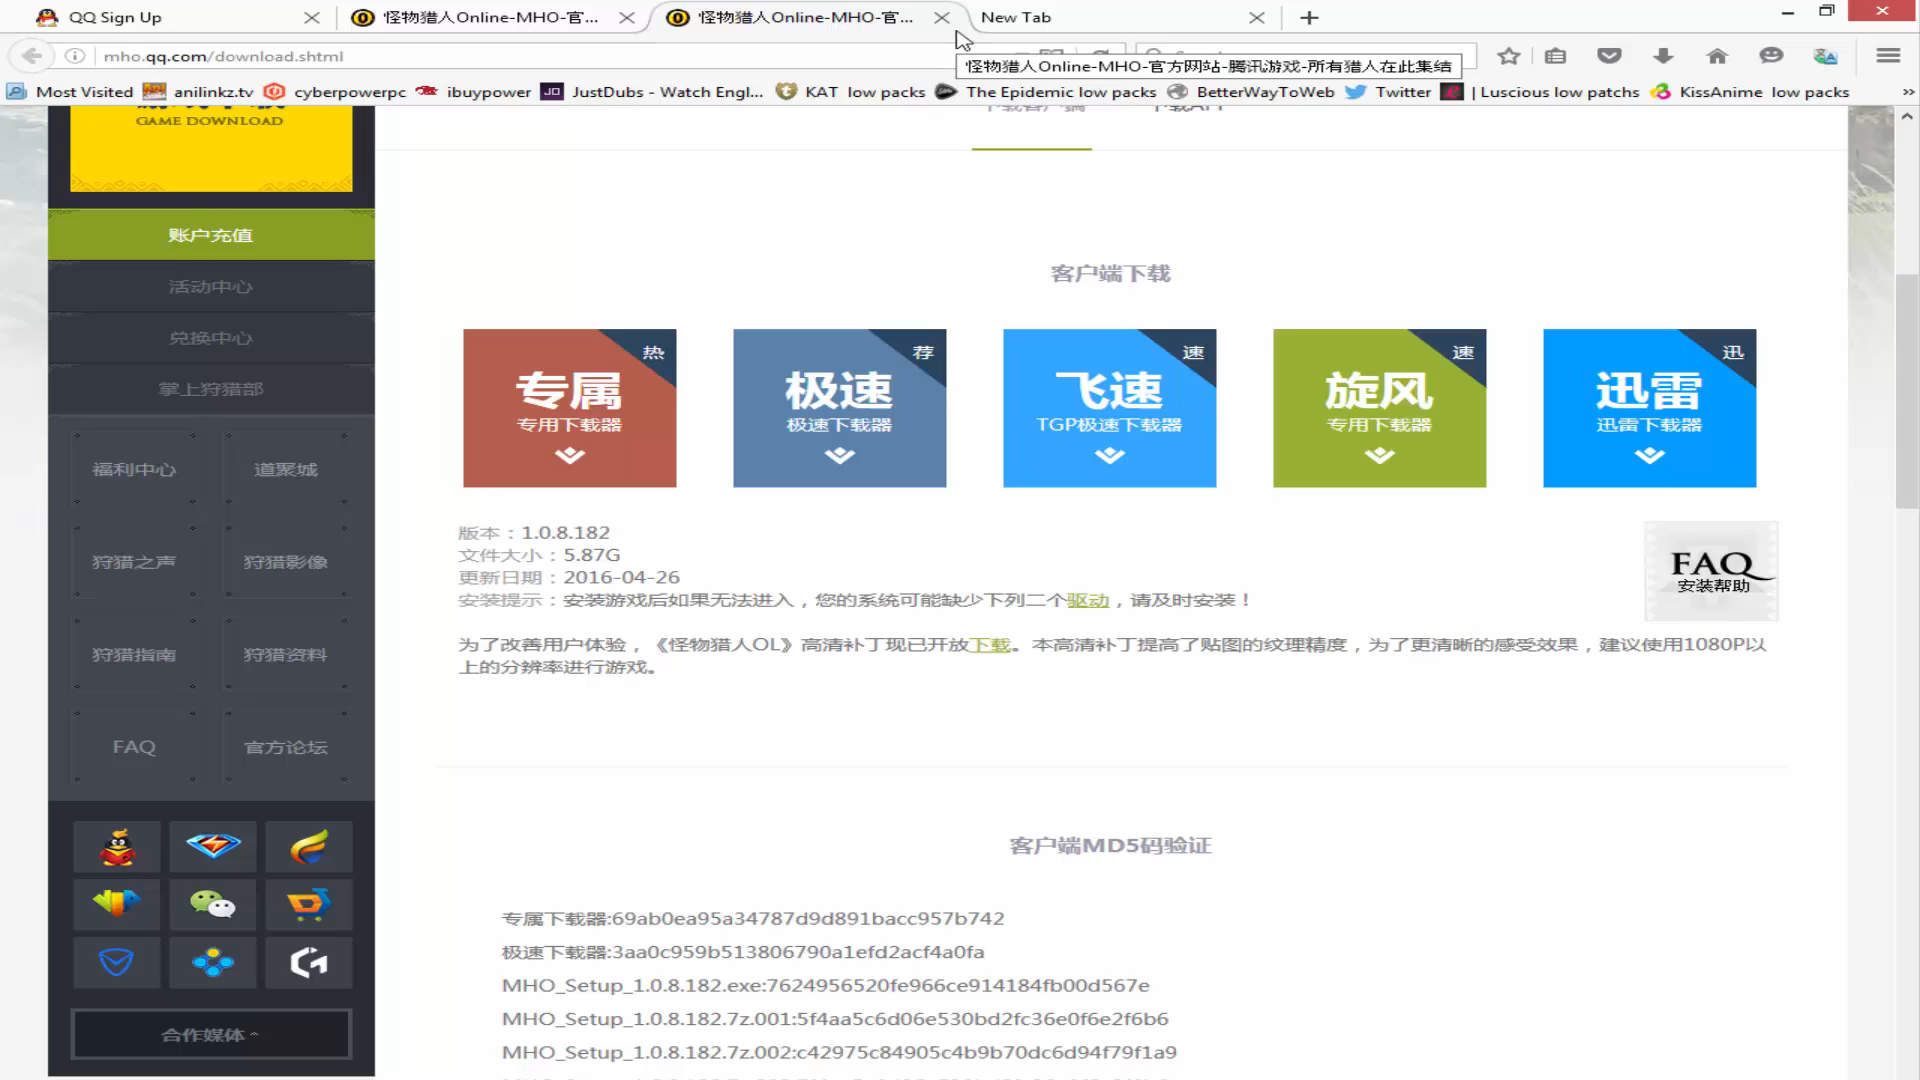 QQ Sign Up
怪物猎人Online-MHO-官...
怪物猎人Online-MHO-官...
New Tab
mho.qq.com/download.shtml
怪物猎人Online-MHO-官方网站-腾讯游戏-所有猎人在此集结
Most Visited
anilinkz.tv
cyberpowerpc
ibuypower
JustDubs - Watch Engl...
KAT low packs
The Epidemic low packs
BetterWayToWeb
Twitter
| Luscious low patchs
KissAnime low packs
GAME DOWNLOAD
账户充值
活动中心
兑换中心
掌上狩猎部
福利中心
道聚城
狩猎之声
狩猎影像
狩猎指南
狩猎资料
FAQ
官方论坛
合作媒体
客户端下载
热
专属
专用下载器
荐
极速
极速下载器
速
飞速
TGP极速下载器
速
旋风
专用下载器
迅
迅雷
迅雷下载器
版本：1.0.8.182
文件大小：5.87G
更新日期：2016-04-26
安装提示：安装游戏后如果无法进入，您的系统可能缺少下列二个驱动，请及时安装！
FAQ
安装帮助
为了改善用户体验，《怪物猎人OL》高清补丁现已开放下载。本高清补丁提高了贴图的纹理精度，为了更清晰的感受效果，建议使用1080P以
上的分辨率进行游戏。
客户端MD5码验证
专属下载器:69ab0ea95a34787d9d891bacc957b742
极速下载器:3aa0c959b513806790a1efd2acf4a0fa
MHO_Setup_1.0.8.182.exe:7624956520fe966ce914184fb00d567e
MHO_Setup_1.0.8.182.7z.001:5f4aa5c6d06e530bd2fc36e0f6e2f6b6
MHO_Setup_1.0.8.182.7z.002:c42975c84905c4b9b70dc6d94f79f1a9